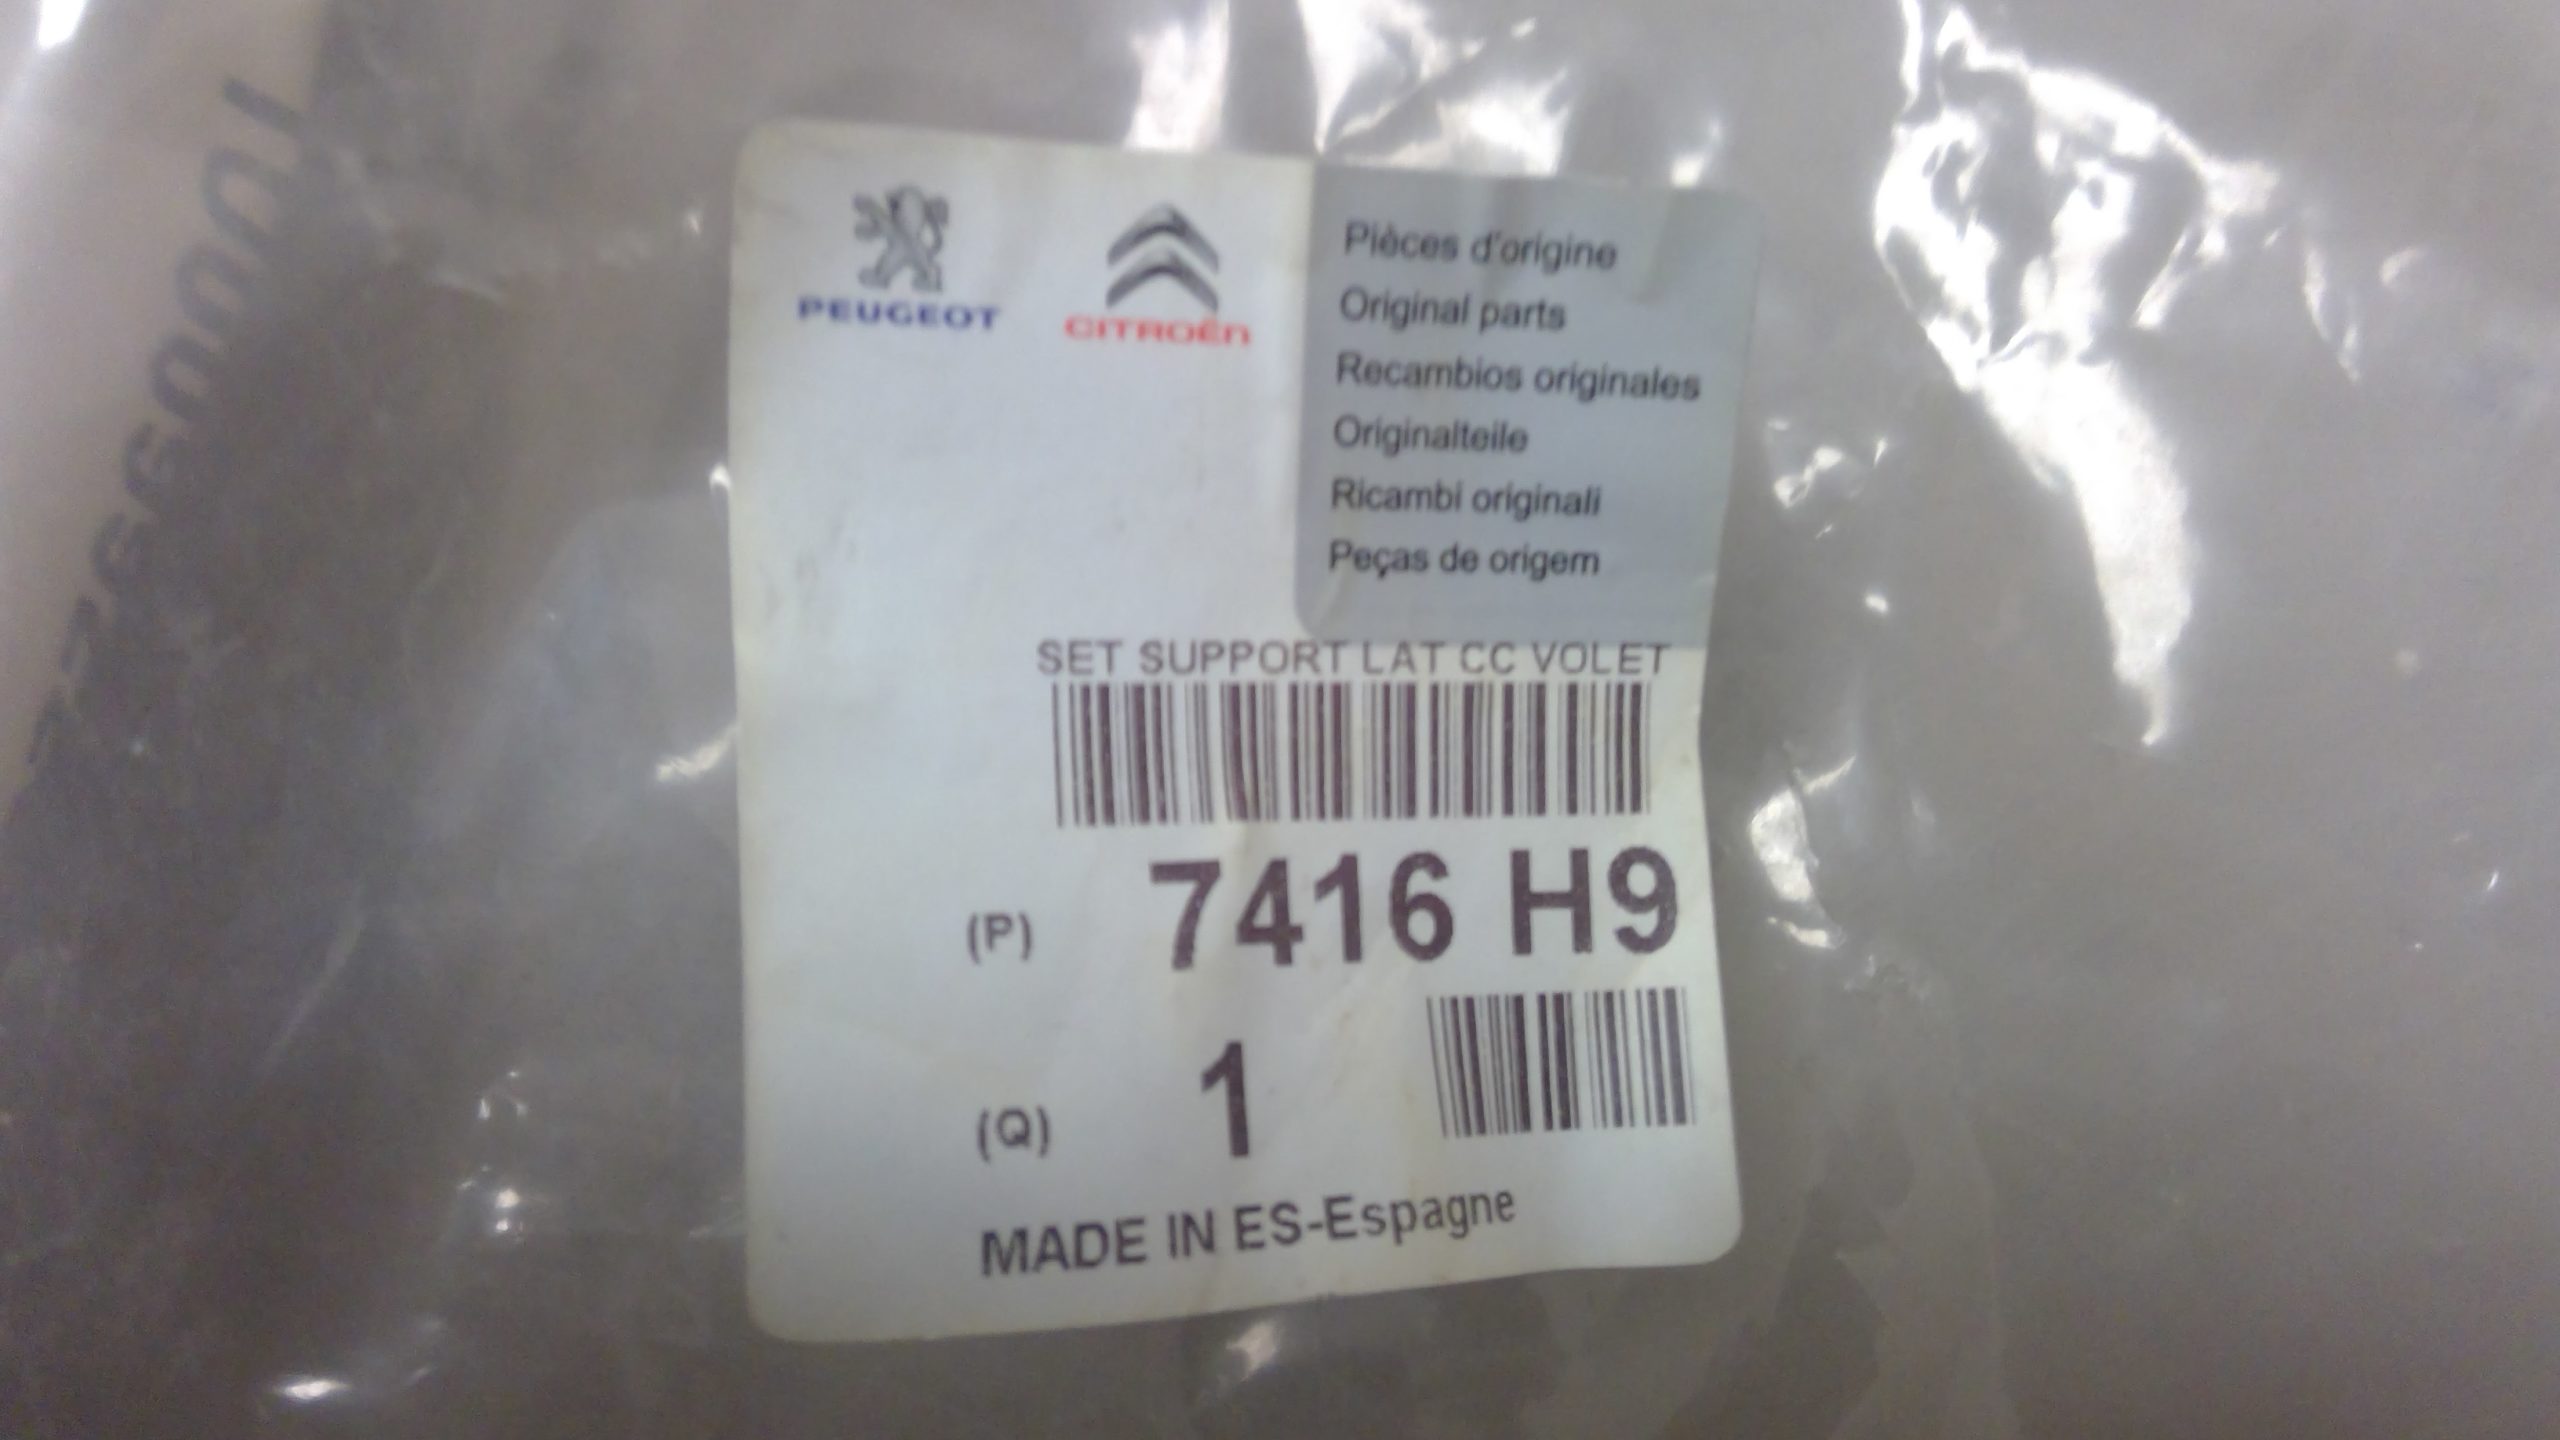 PEUGEOT
CITROËN
Pièces d'origine
Original parts
Recambios originales
Originalteile
Ricambi originali
Peças de origem
SET SUPPORT LAT CC VOLET
(P) 7416 H9
(Q) 1
MADE IN ES-Espagne